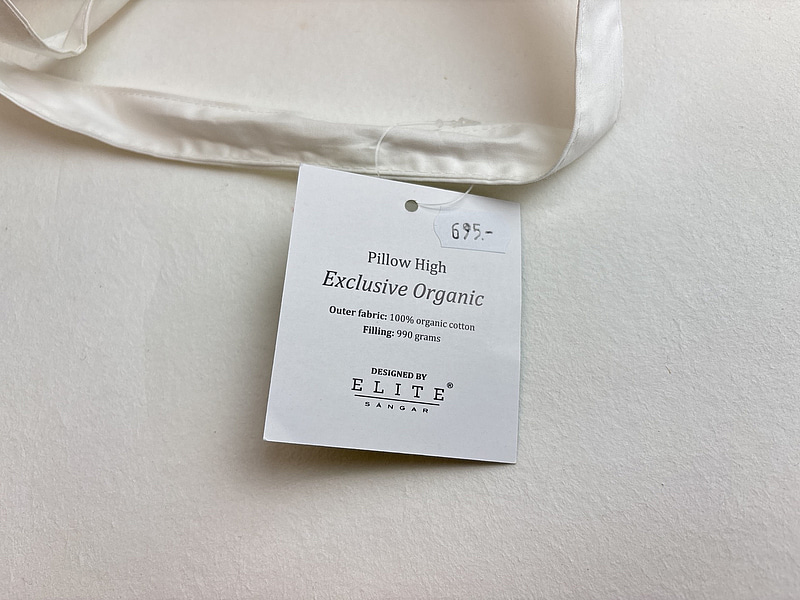 695.-
Pillow High
Exclusive Organic
Outer fabric: 100% organic cotton
Filling: 990 grams
DESIGNED BY
ELITE®
SÄNGAR